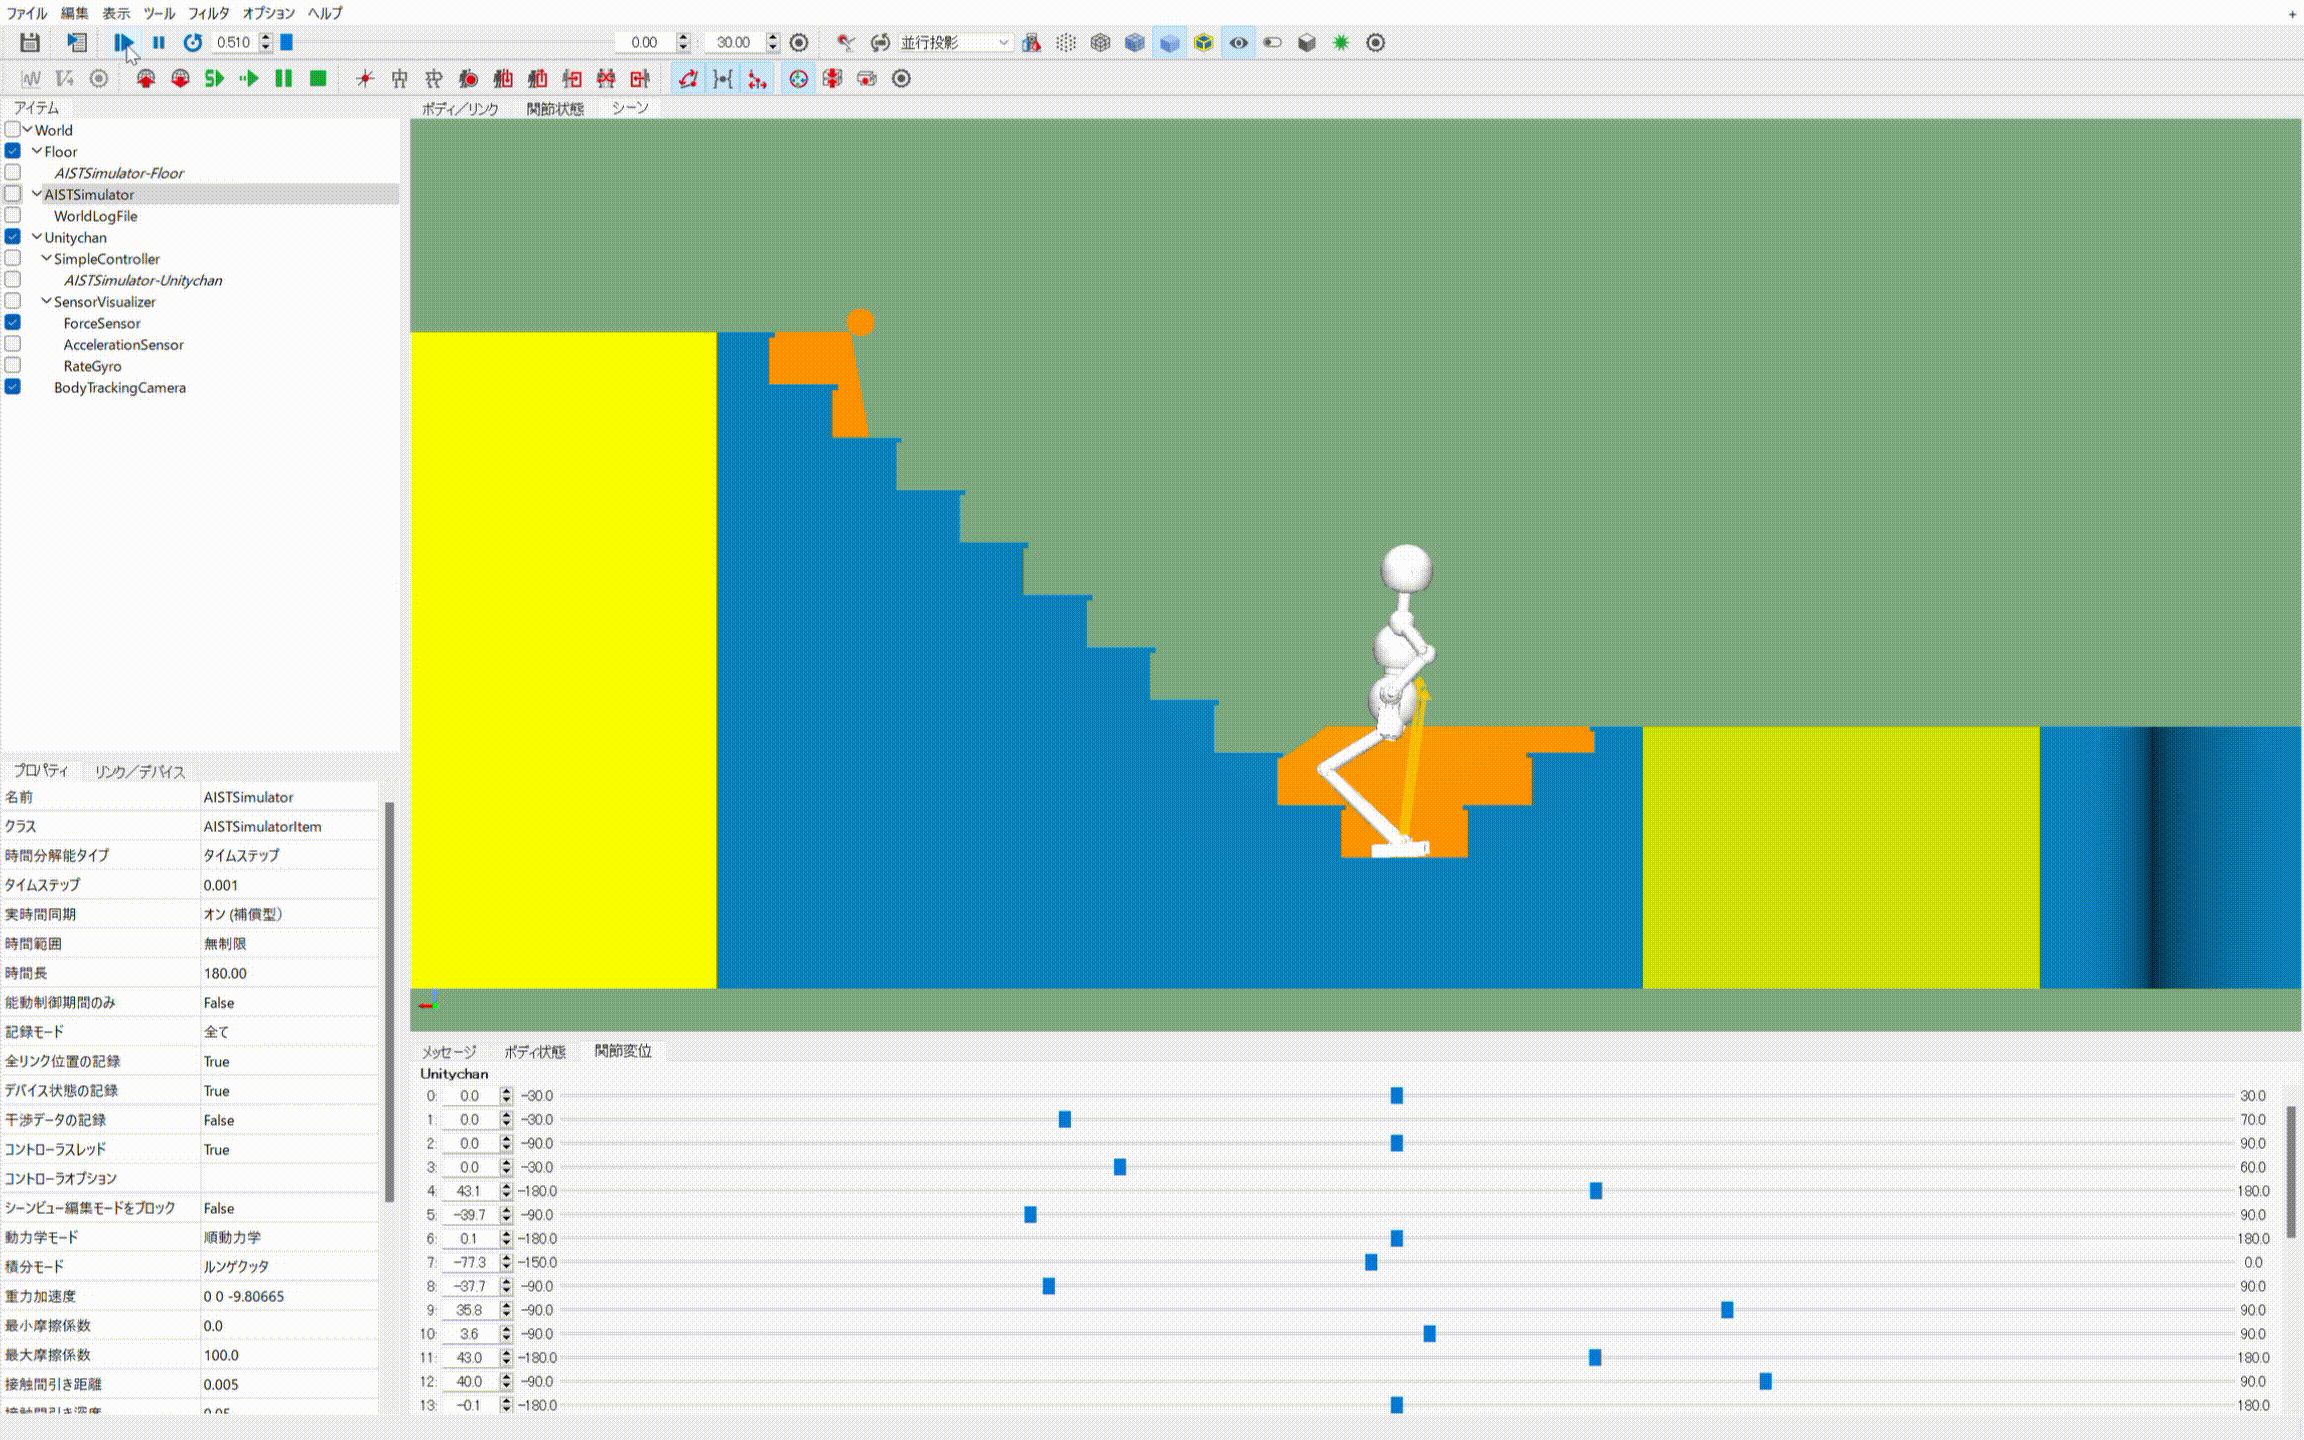 ファイル 編集 表示 ツール フィルタ オプション ヘルプ
0.510 0.00 30.00 並行投影
アイテム
World
Floor
AISTSimulator-Floor
AISTSimulator
WorldLogFile
Unitychan
SimpleController
AISTSimulator-Unitychan
SensorVisualizer
ForceSensor
AccelerationSensor
RateGyro
BodyTrackingCamera
プロパティ リンク／デバイス
名前 AISTSimulator
クラス AISTSimulatorItem
時間分解能タイプ タイムステップ
タイムステップ 0.001
実時間同期 オン (補償型)
時間範囲 無制限
時間長 180.00
能動制御期間のみ False
記録モード 全て
全リンク位置の記録 True
デバイス状態の記録 True
干渉データの記録 False
コントローラスレッド True
コントローラオプション
シーンビュー編集モードをブロック False
動力学モード 順動力学
積分モード ルンゲクッタ
重力加速度 0 0 -9.80665
最小摩擦係数 0.0
最大摩擦係数 100.0
接触間引き距離 0.005
接触間引き深度 0.05
ボディ／リンク 関節状態 シーン
メッセージ ボディ状態 関節変位
Unitychan
0: 0.0 -30.0 30.0
1: 0.0 -30.0 70.0
2: 0.0 -90.0 90.0
3: 0.0 -30.0 60.0
4: 43.1 -180.0 180.0
5: -39.7 -90.0 90.0
6: 0.1 -180.0 180.0
7: -77.3 -150.0 0.0
8: -37.7 -90.0 90.0
9: 35.8 -90.0 90.0
10: 3.6 -90.0 90.0
11: 43.0 -180.0 180.0
12: 40.0 -90.0 90.0
13: -0.1 -180.0 180.0